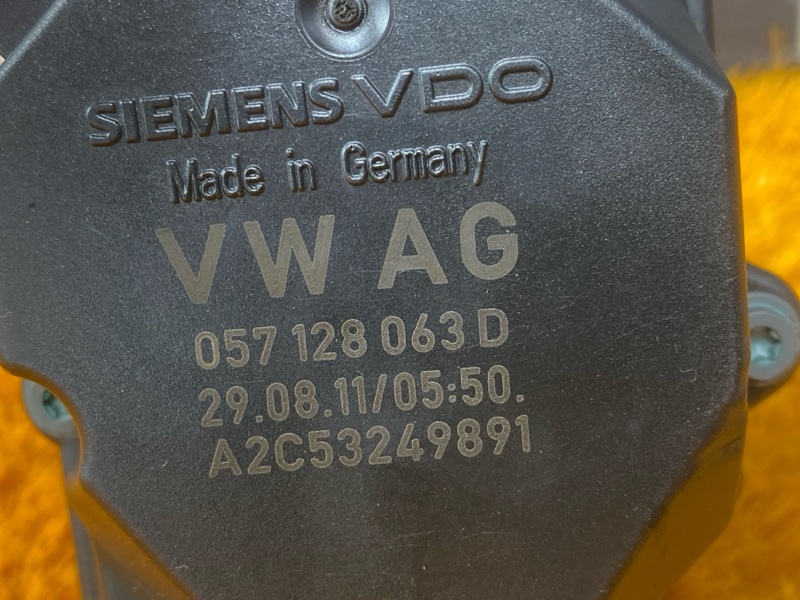 SIEMENS VDO
Made in Germany
VW AG
057 128 063 D
29.08.11/05:50.
A2C53249891